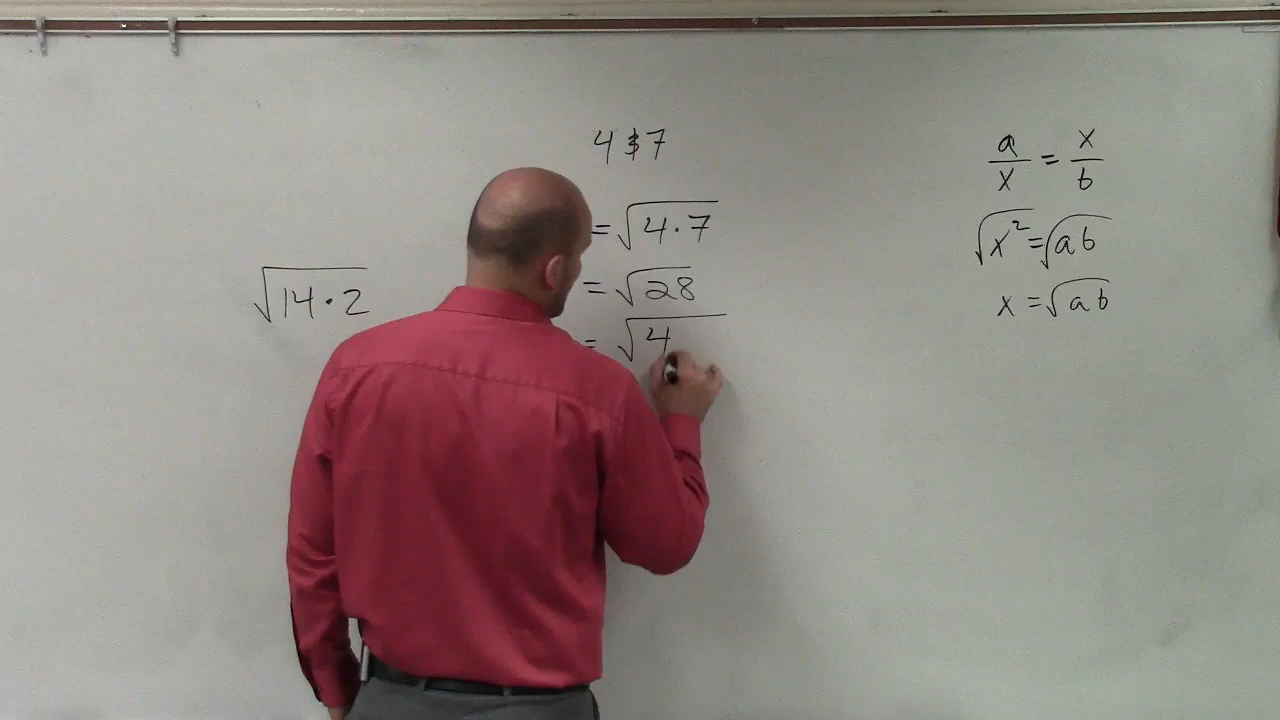 √14·2
4 & 7
= √4·7
= √28
= √4
a/x = x/b
√x² = √ab
x = √ab